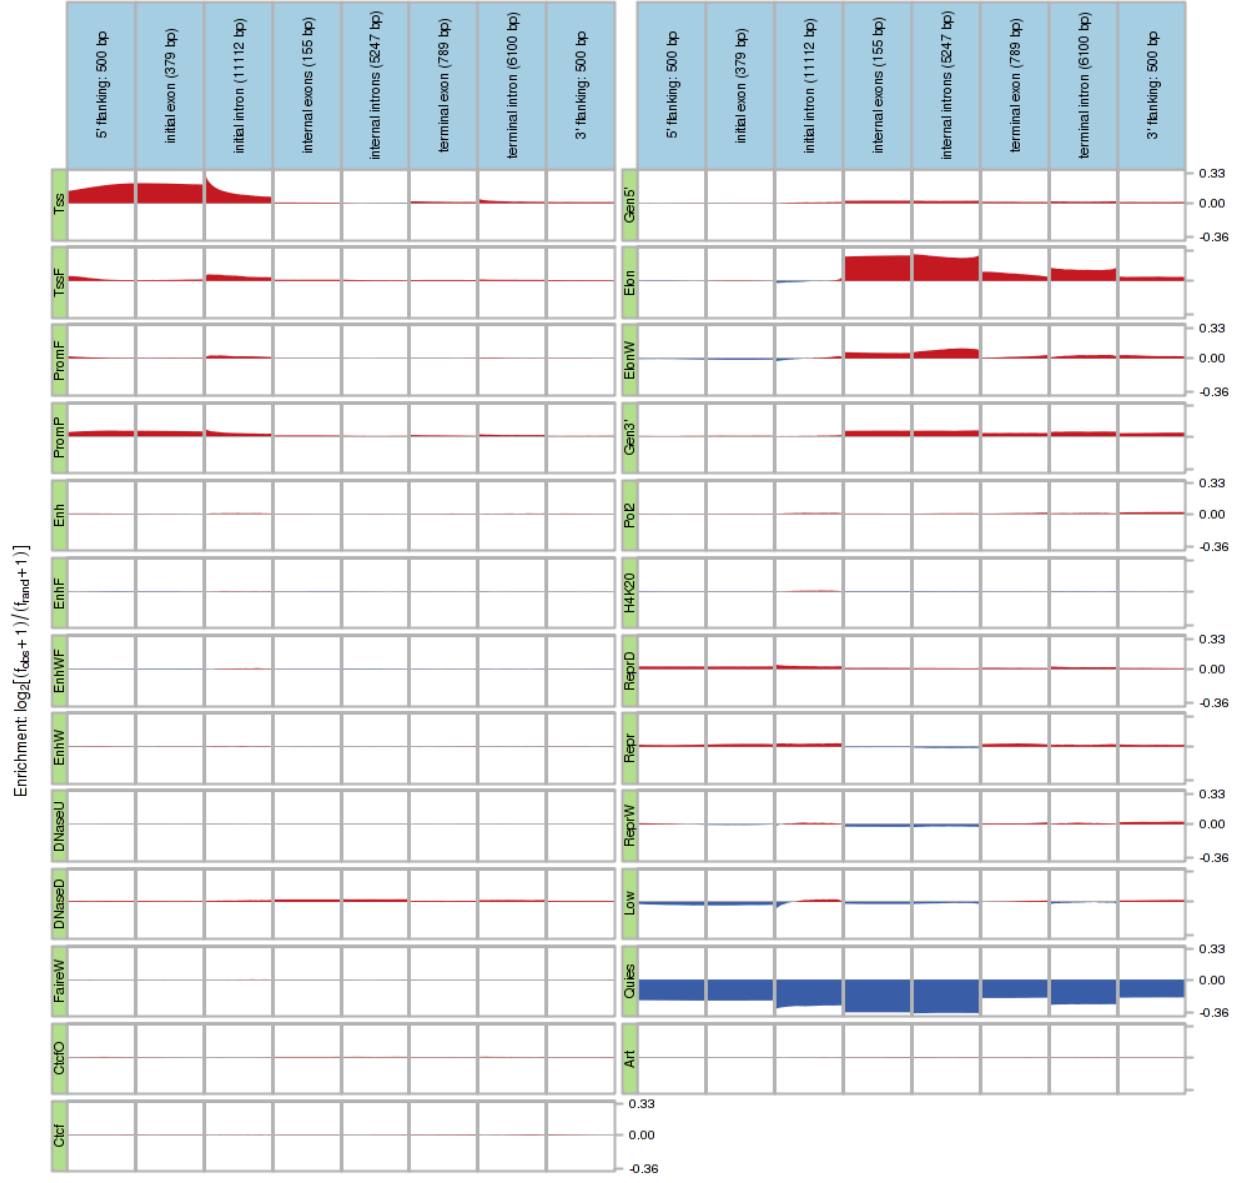 5' flanking: 500 bp
initial exon (379 bp)
initial intron (11112 bp)
internal exons (155 bp)
internal introns (5247 bp)
terminal exon (789 bp)
terminal intron (6100 bp)
3' flanking: 500 bp
5' flanking: 500 bp
initial exon (379 bp)
initial intron (11112 bp)
internal exons (155 bp)
internal introns (5247 bp)
terminal exon (789 bp)
terminal intron (6100 bp)
3' flanking: 500 bp
Enrichment: log2[(fobs+1)/(frand+1)]
Tss
Gen5'
0.33
0.00
-0.36
TssF
Elon
PromF
ElonW
0.33
0.00
-0.36
PromP
Gen3'
Enh
Pol2
0.33
0.00
-0.36
EnhF
H4K20
EnhWF
ReprD
0.33
0.00
-0.36
EnhW
Repr
DNaseU
ReprW
0.33
0.00
-0.36
DNaseD
Low
FaireW
Quies
0.33
0.00
-0.36
CtcfO
Art
Ctcf
0.33
0.00
-0.36